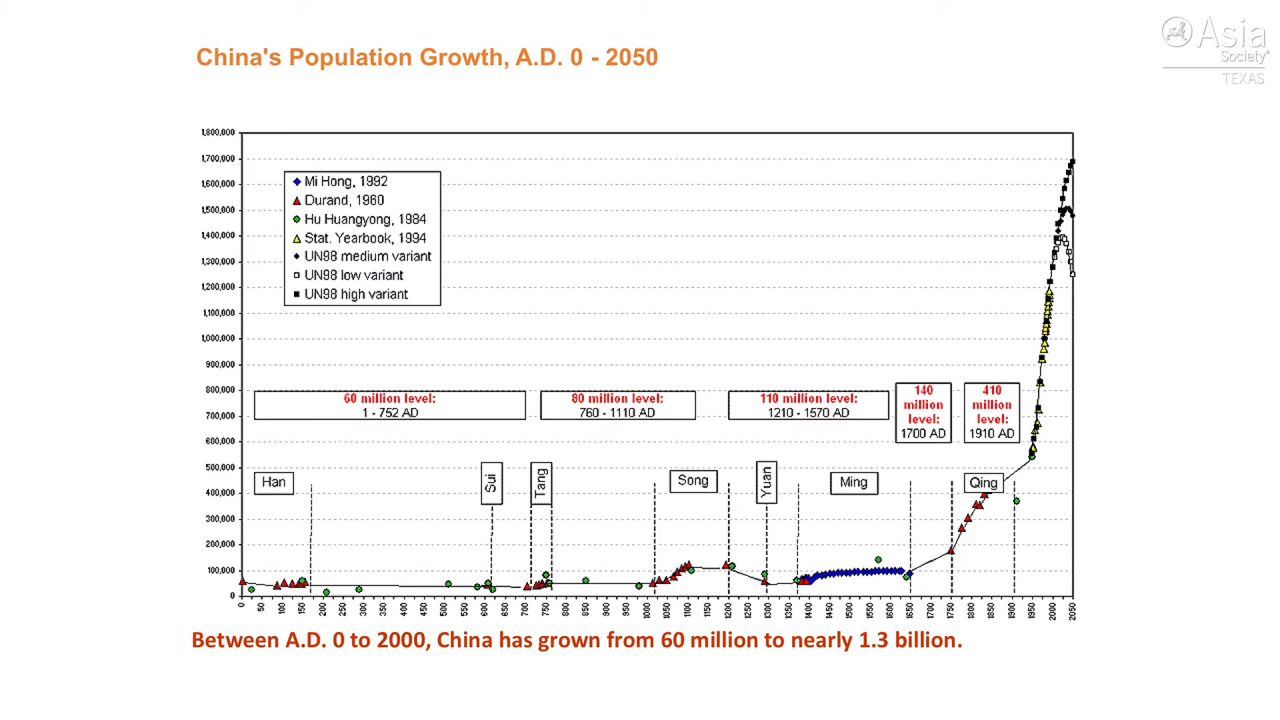 China's Population Growth, A.D. 0 - 2050
Asia
Society
TEXAS
1,800,000
1,700,000
1,600,000
1,500,000
1,400,000
1,300,000
1,200,000
1,100,000
1,000,000
900,000
800,000
700,000
600,000
500,000
400,000
300,000
200,000
100,000
0
Mi Hong, 1992
Durand, 1960
Hu Huangyong, 1984
Stat. Yearbook, 1994
UN98 medium variant
UN98 low variant
UN98 high variant
60 million level:
1 - 752 AD
80 million level:
760 - 1110 AD
110 million level:
1210 - 1570 AD
140
million
level:
1700 AD
410
million
level:
1910 AD
Han
Sui
Tang
Song
Yuan
Ming
Qing
0 50 100 150 200 250 300 350 400 450 500 550 600 650 700 750 800 850 900 950 1000 1050 1100 1150 1200 1250 1300 1350 1400 1450 1500 1550 1600 1650 1700 1750 1800 1850 1900 1950 2000 2050
Between A.D. 0 to 2000, China has grown from 60 million to nearly 1.3 billion.